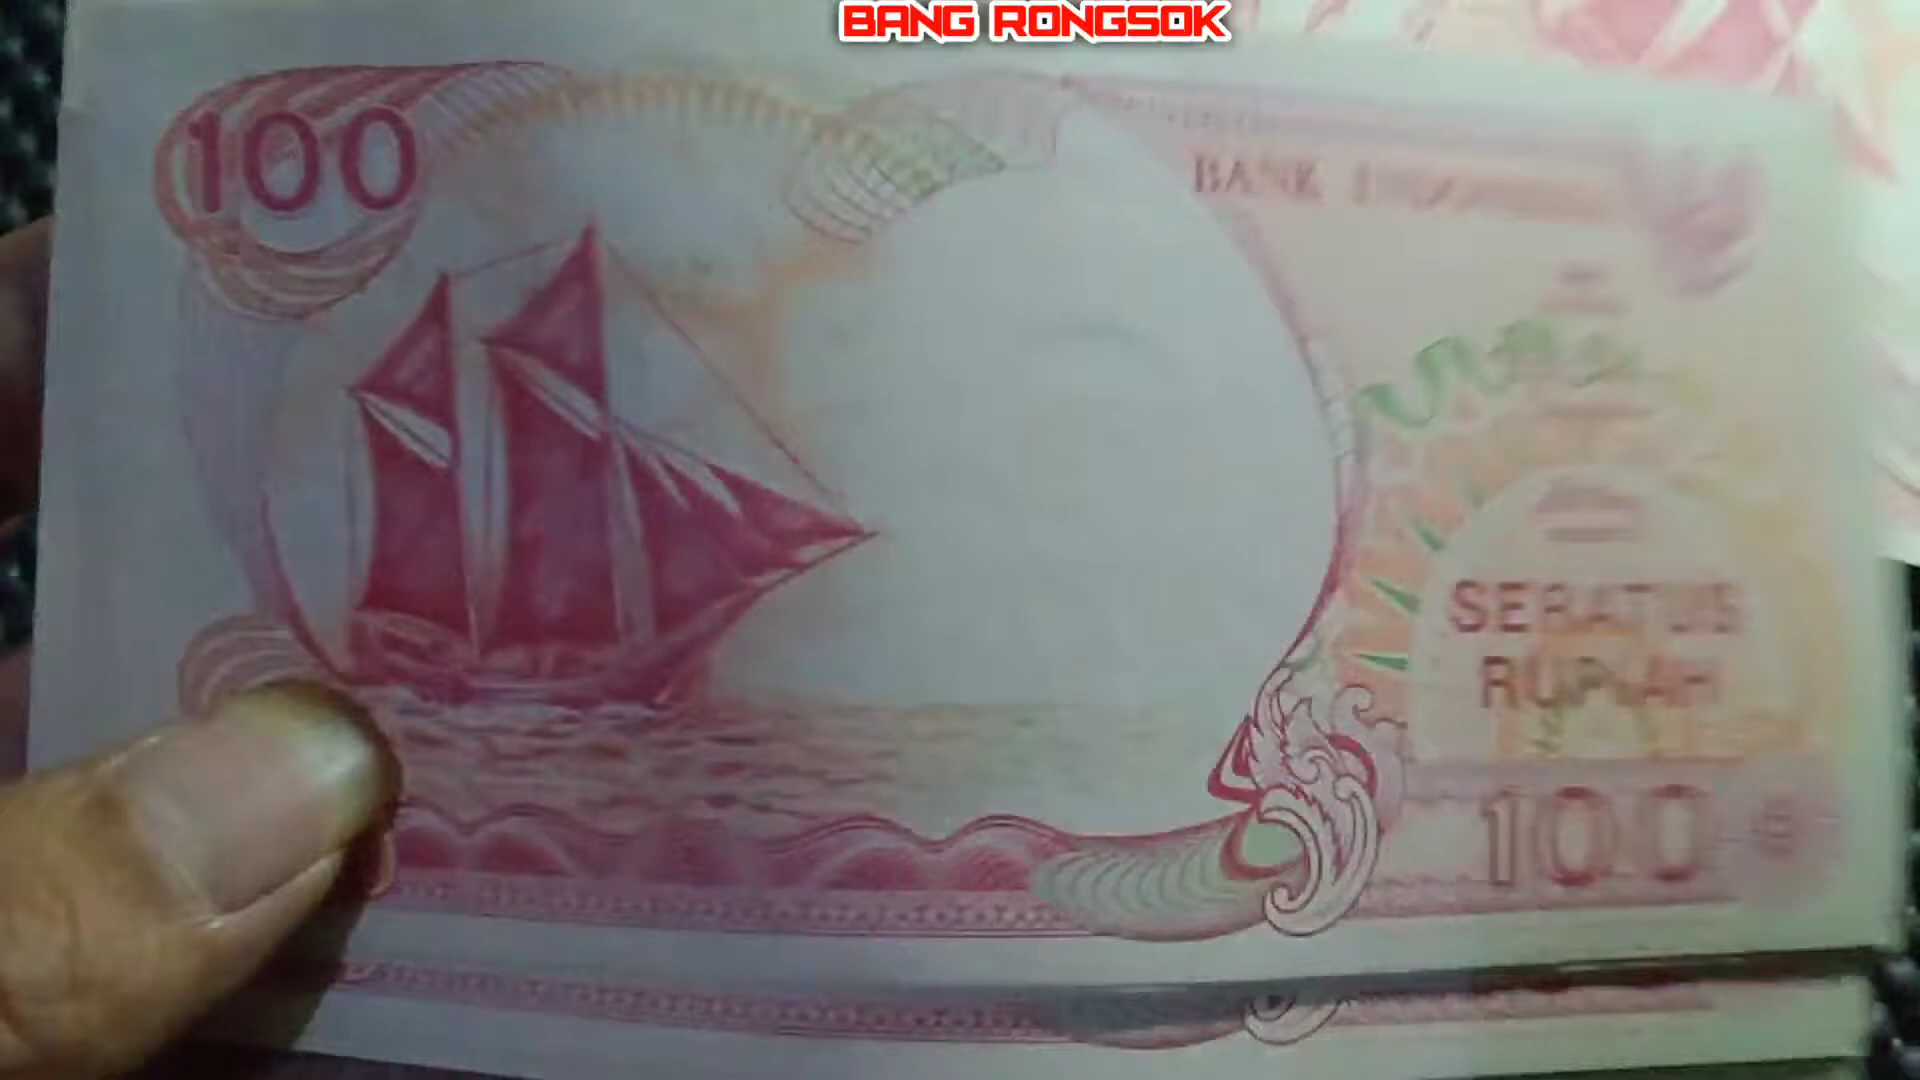 BANG RONGSOK
100
BANK
SERATUS
RUPIAH
100